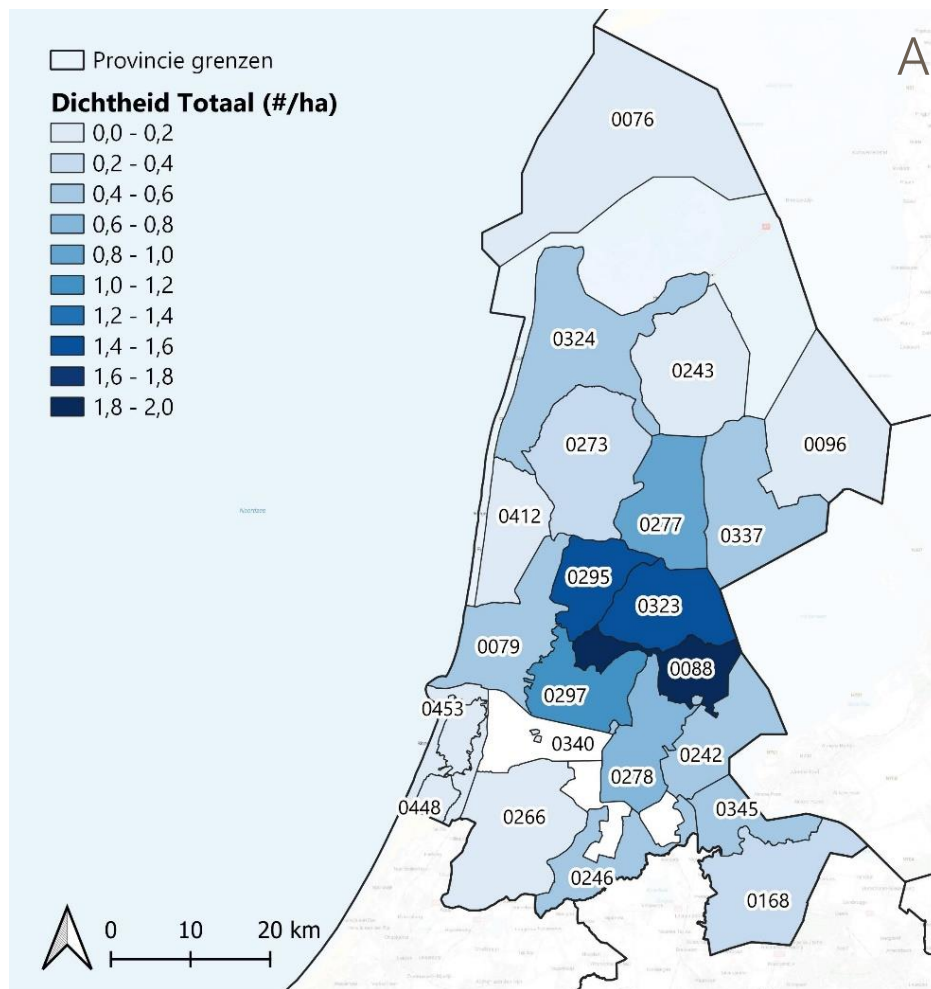 A
Provincie grenzen
Dichtheid Totaal (#/ha)
0,0 - 0,2
0,2 - 0,4
0,4 - 0,6
0,6 - 0,8
0,8 - 1,0
1,0 - 1,2
1,2 - 1,4
1,4 - 1,6
1,6 - 1,8
1,8 - 2,0
0076
0324
0243
0273
0096
0412
0277
0337
0295
0323
0079
0088
0297
0453
0340
0242
0278
0448
0266
0345
0246
0168
0 10 20 km